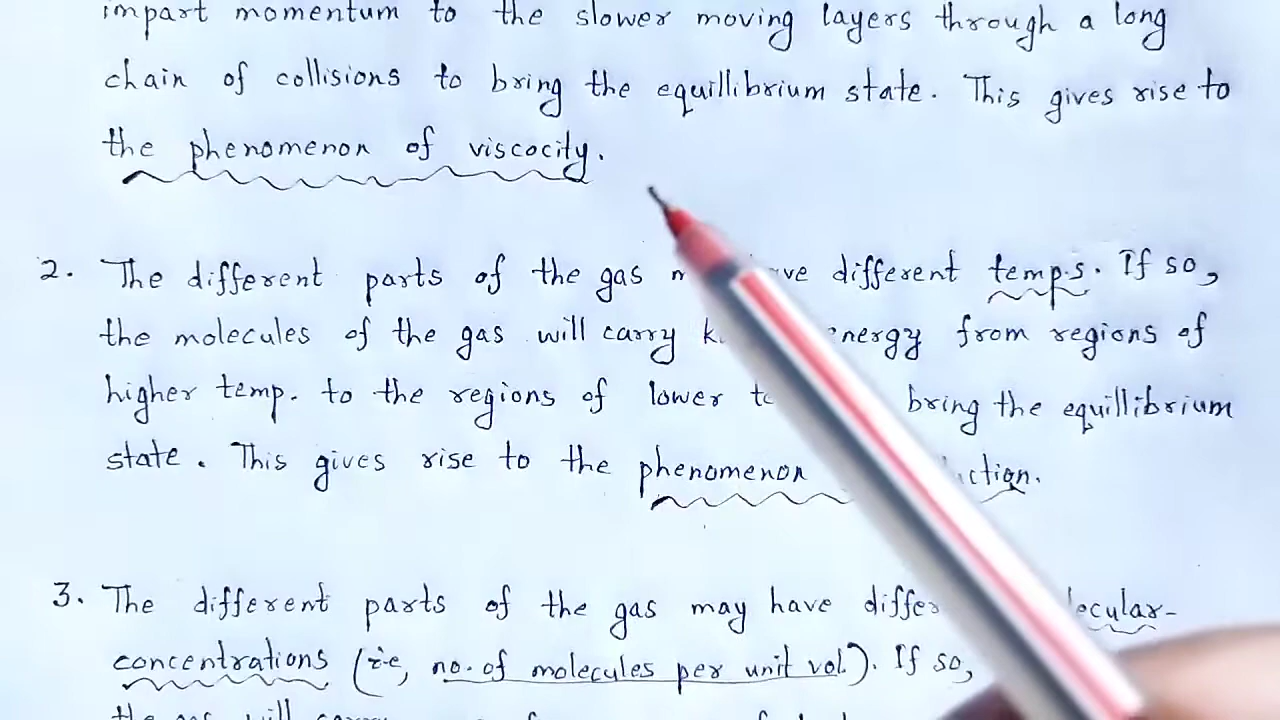 impart momentum to the slower moving layers through a long
chain of collisions to bring the equillibrium state. This gives rise to
the phenomenon of viscocity.
2. The different parts of the gas different temps. If so,
the molecules of the gas will carry from regions of
higher temp. to the regions of lower bring the equillibrium
state. This gives rise to the phenomenon
3. The different parts of the gas may have
concentrations (i.e, no. of molecules per unit vol.). If so,
the gas will carry